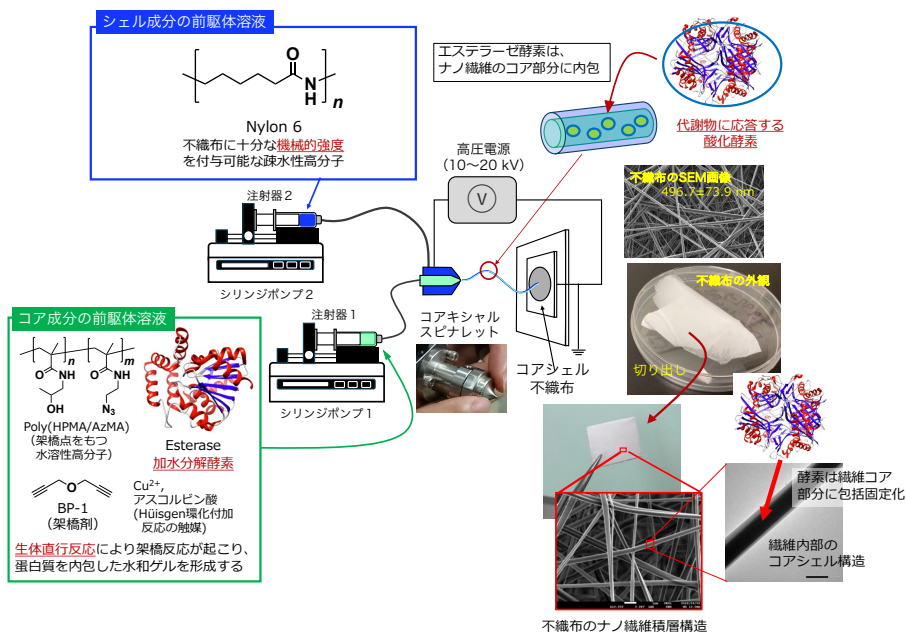 シェル成分の前駆体溶液
O
N
H
n
Nylon 6
不織布に十分な機械的強度
を付与可能な疎水性高分子
エステラーゼ酵素は、
ナノ繊維のコア部分に内包
代謝物に応答する
酸化酵素
高圧電源
(10～20 kV)
V
不織布のSEM画像
496.7±73.9 nm
注射器２
シリンジポンプ２
不織布の外観
切り出し
コアキシャル
スピナレット
コアシェル
不織布
注射器１
シリンジポンプ１
コア成分の前駆体溶液
n
m
O
NH
O
NH
OH
N3
Poly(HPMA/AzMA)
(架橋点をもつ
水溶性高分子)
Esterase
加水分解酵素
O
BP-1
(架橋剤)
Cu2+,
アスコルビン酸
(Hüisgen環化付加
反応の触媒)
生体直行反応により架橋反応が起こり、
蛋白質を内包した水和ゲルを形成する
酵素は繊維コア
部分に包括固定化
繊維内部の
コアシェル構造
不織布のナノ繊維積層構造